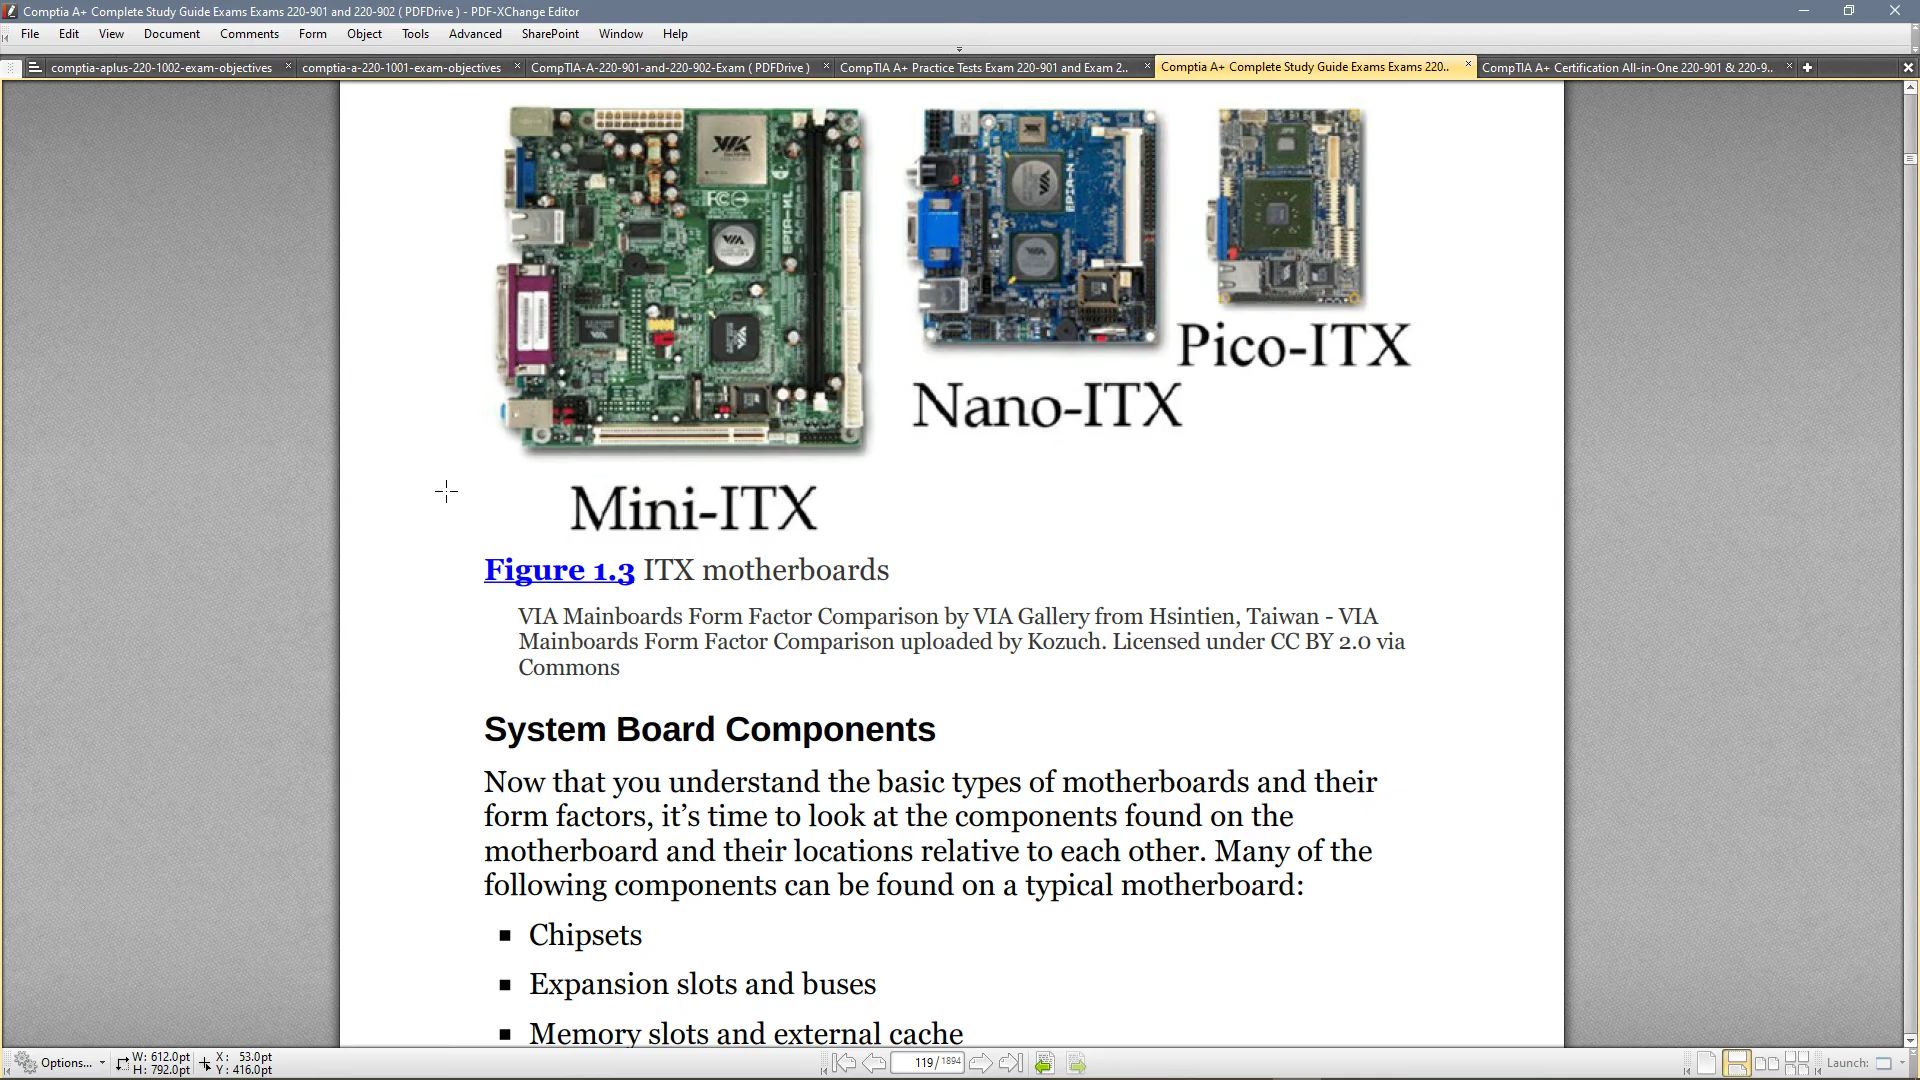 Comptia A+ Complete Study Guide Exams Exams 220-901 and 220-902 ( PDFDrive ) - PDF-XChange Editor
File Edit View Document Comments Form Object Tools Advanced SharePoint Window Help
comptia-aplus-220-1002-exam-objectives comptia-a-220-1001-exam-objectives CompTIA-A-220-901-and-220-902-Exam ( PDFDrive ) CompTIA A+ Practice Tests Exam 220-901 and Exam 2.. Comptia A+ Complete Study Guide Exams Exams 220.. CompTIA A+ Certification All-in-One 220-901 & 220-9..
VIA
FC
EPIA-ML
VIA
EPIA-N
Pico-ITX
Nano-ITX
Mini-ITX
Figure 1.3 ITX motherboards
VIA Mainboards Form Factor Comparison by VIA Gallery from Hsintien, Taiwan - VIA
Mainboards Form Factor Comparison uploaded by Kozuch. Licensed under CC BY 2.0 via
Commons
System Board Components
Now that you understand the basic types of motherboards and their
form factors, it’s time to look at the components found on the
motherboard and their locations relative to each other. Many of the
following components can be found on a typical motherboard:
■ Chipsets
■ Expansion slots and buses
■ Memory slots and external cache
Options... W: 612.0pt X: 53.0pt 119 / 1894 Launch:
H: 792.0pt Y: 416.0pt